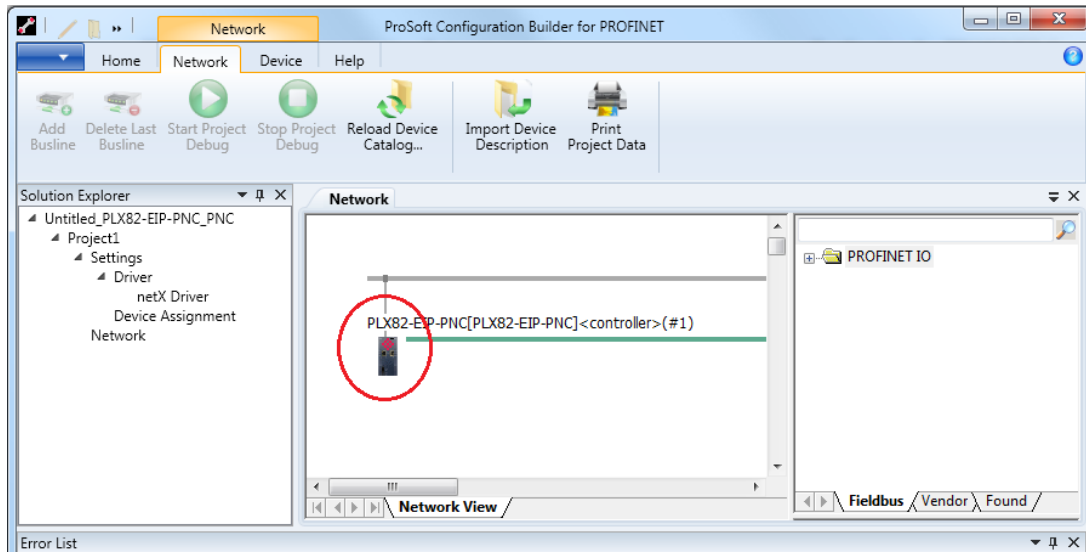 Network
ProSoft Configuration Builder for PROFINET
Home
Network
Device
Help
Add Busline
Delete Last Busline
Start Project Debug
Stop Project Debug
Reload Device Catalog...
Import Device Description
Print Project Data
Solution Explorer
Untitled_PLX82-EIP-PNC_PNC
Project1
Settings
Driver
netX Driver
Device Assignment
Network
Network
PLX82-EIP-PNC[PLX82-EIP-PNC]<controller>(#1)
Network View
PROFINET IO
Fieldbus
Vendor
Found
Error List